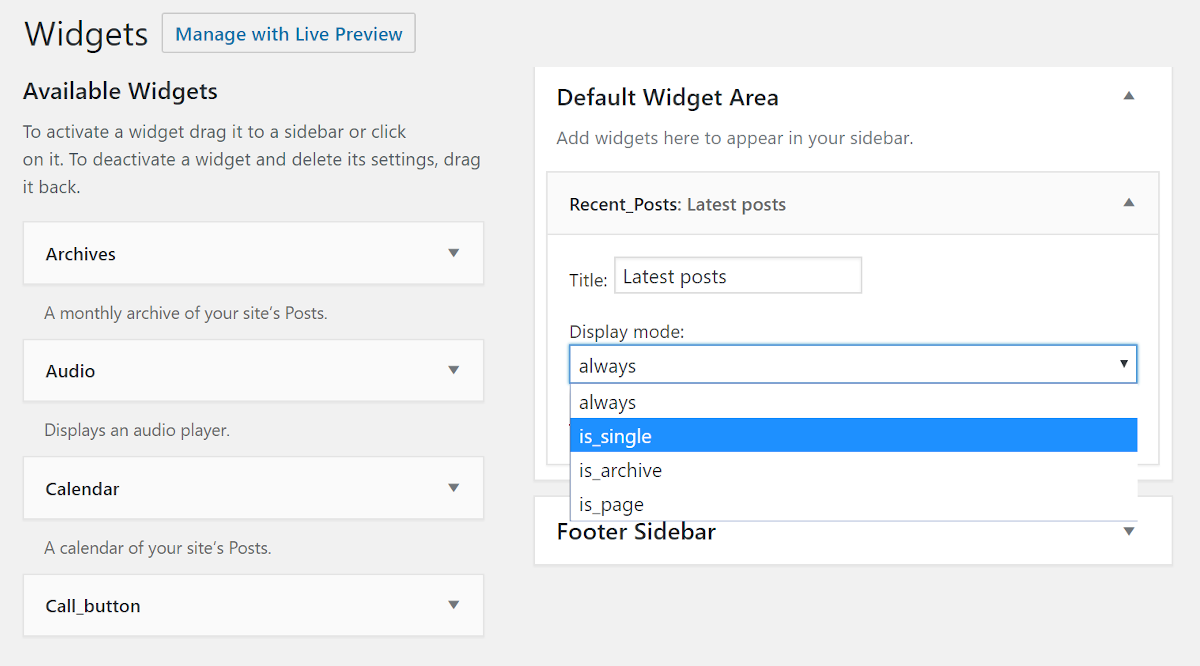 Widgets
Manage with Live Preview
Available Widgets
To activate a widget drag it to a sidebar or click
on it. To deactivate a widget and delete its settings, drag
it back.
Archives
A monthly archive of your site’s Posts.
Audio
Displays an audio player.
Calendar
A calendar of your site’s Posts.
Call_button
Default Widget Area
Add widgets here to appear in your sidebar.
Recent_Posts: Latest posts
Title: Latest posts
Display mode:
always
always
is_single
is_archive
is_page
Footer Sidebar